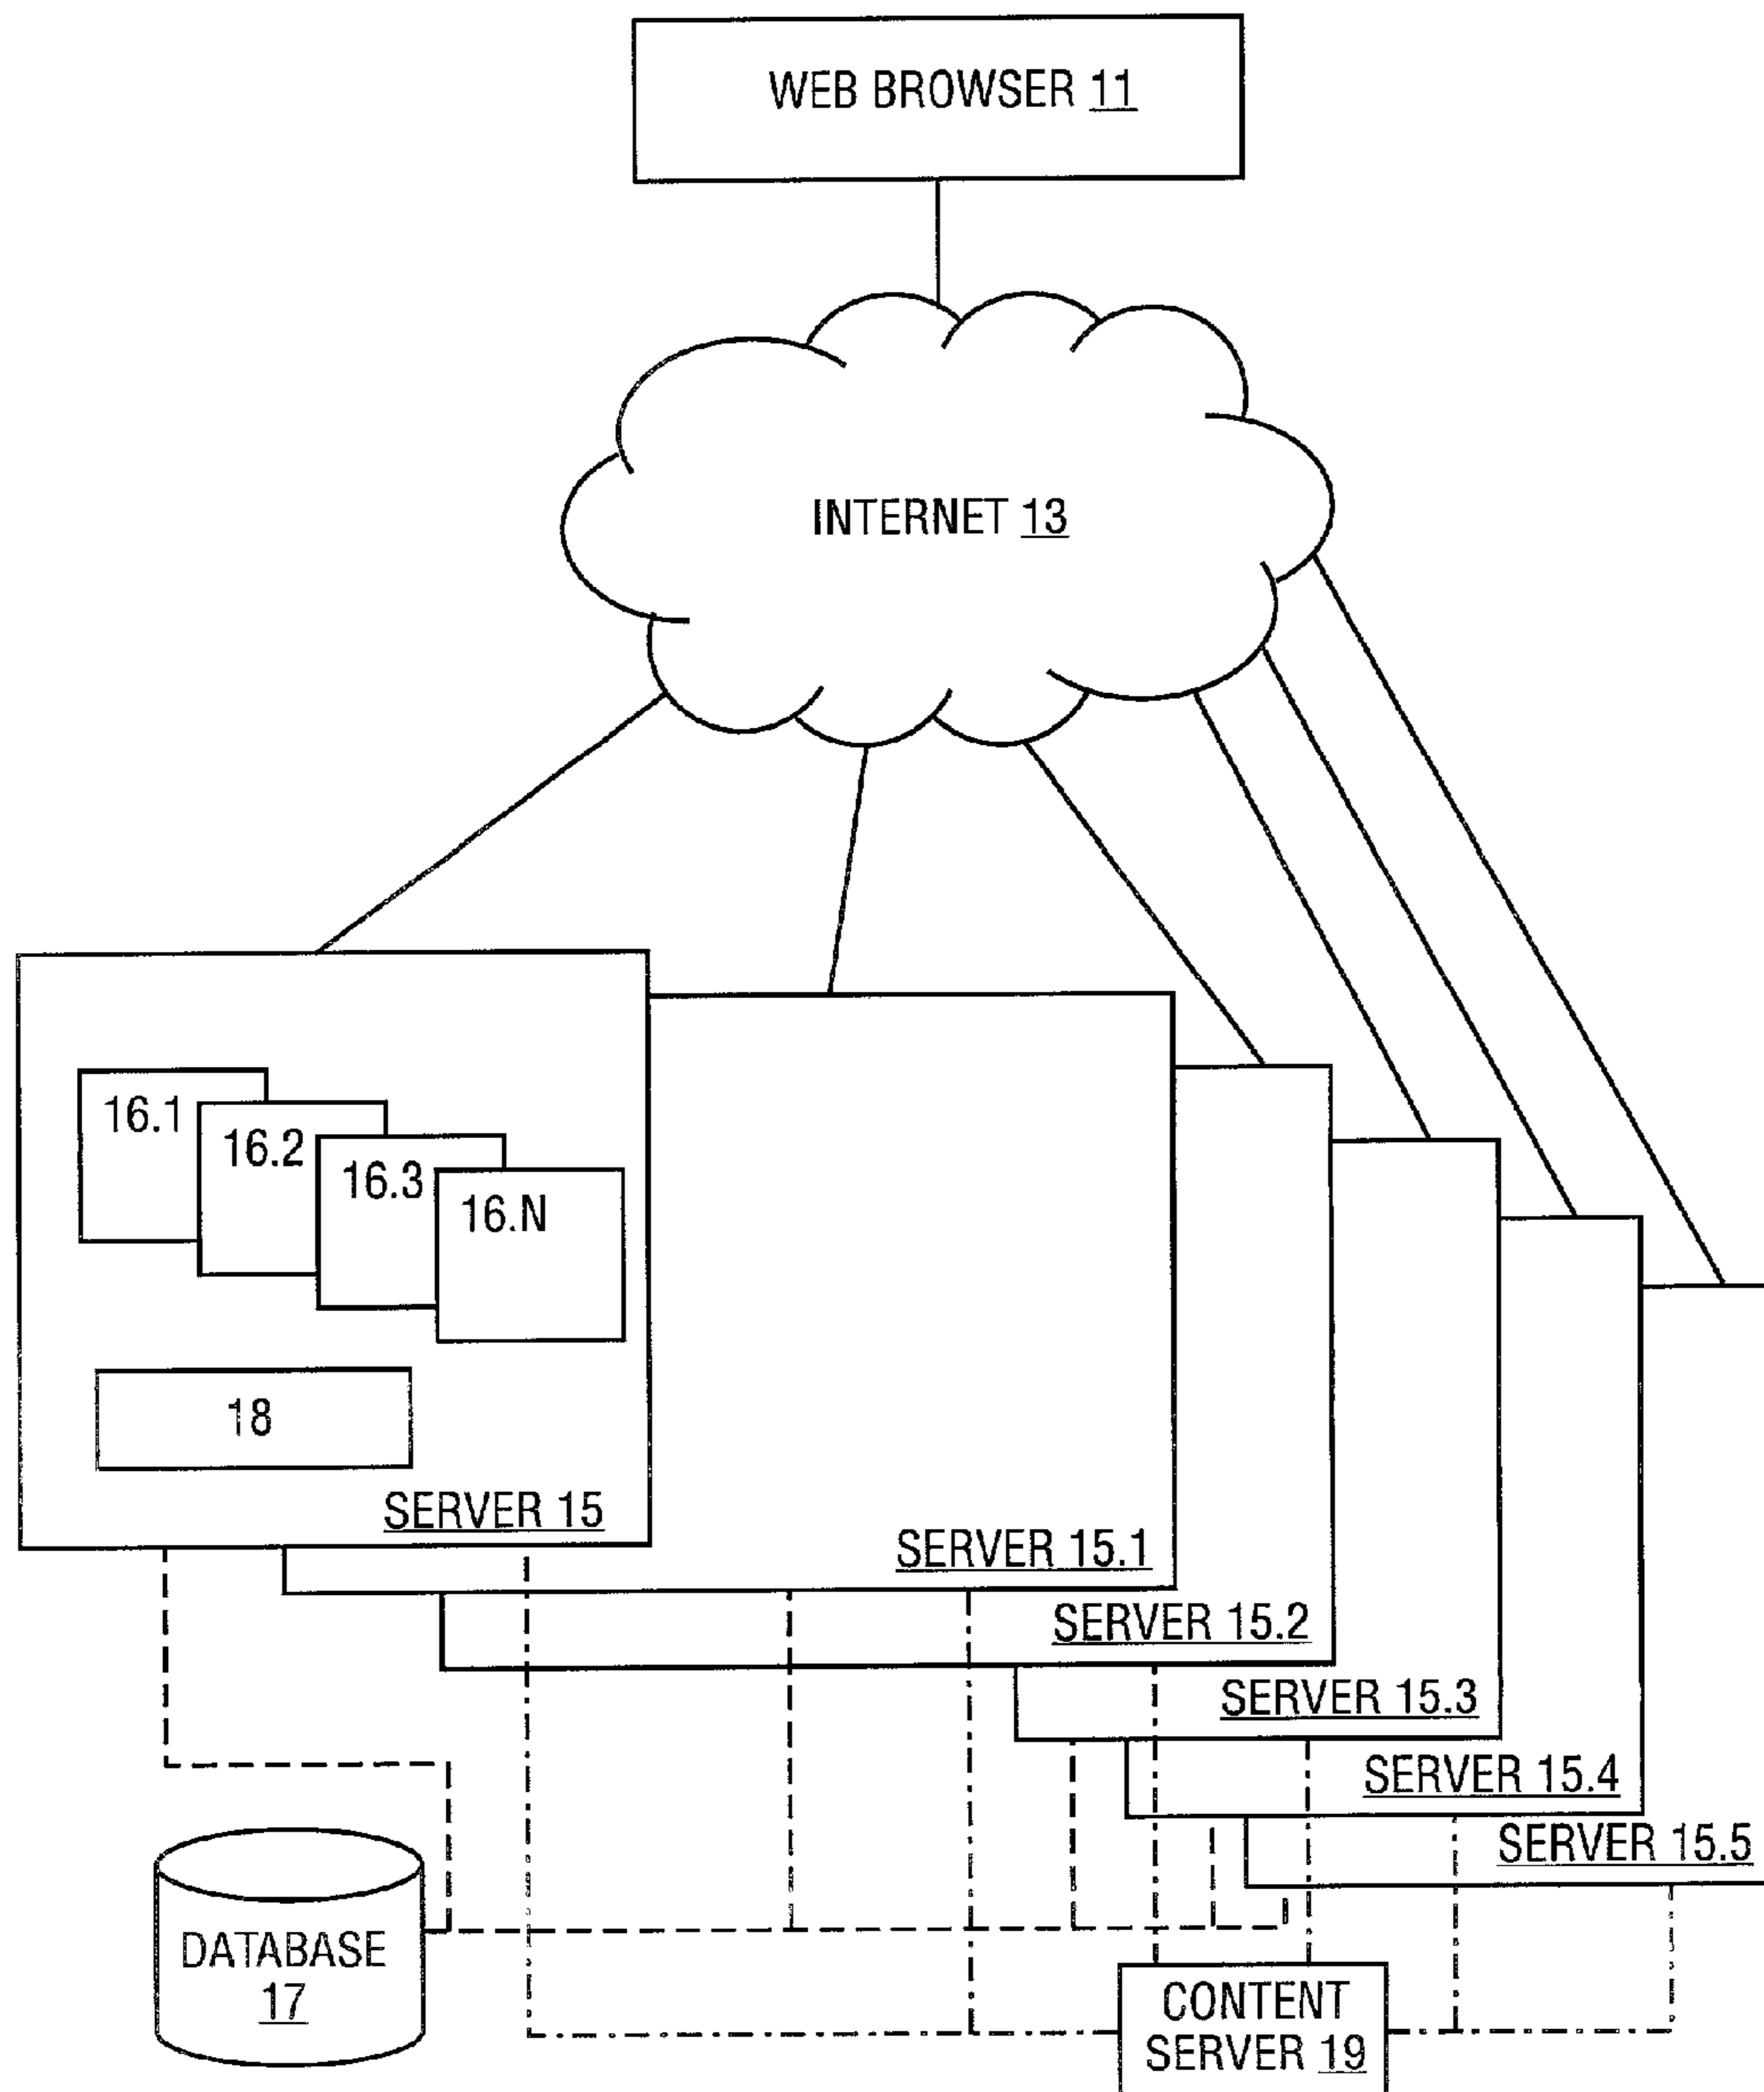 WEB BROWSER 11
INTERNET 13
16.1
16.2
16.3
16.N
18
SERVER 15
SERVER 15.1
SERVER 15.2
SERVER 15.3
SERVER 15.4
SERVER 15.5
DATABASE
17
CONTENT
SERVER 19